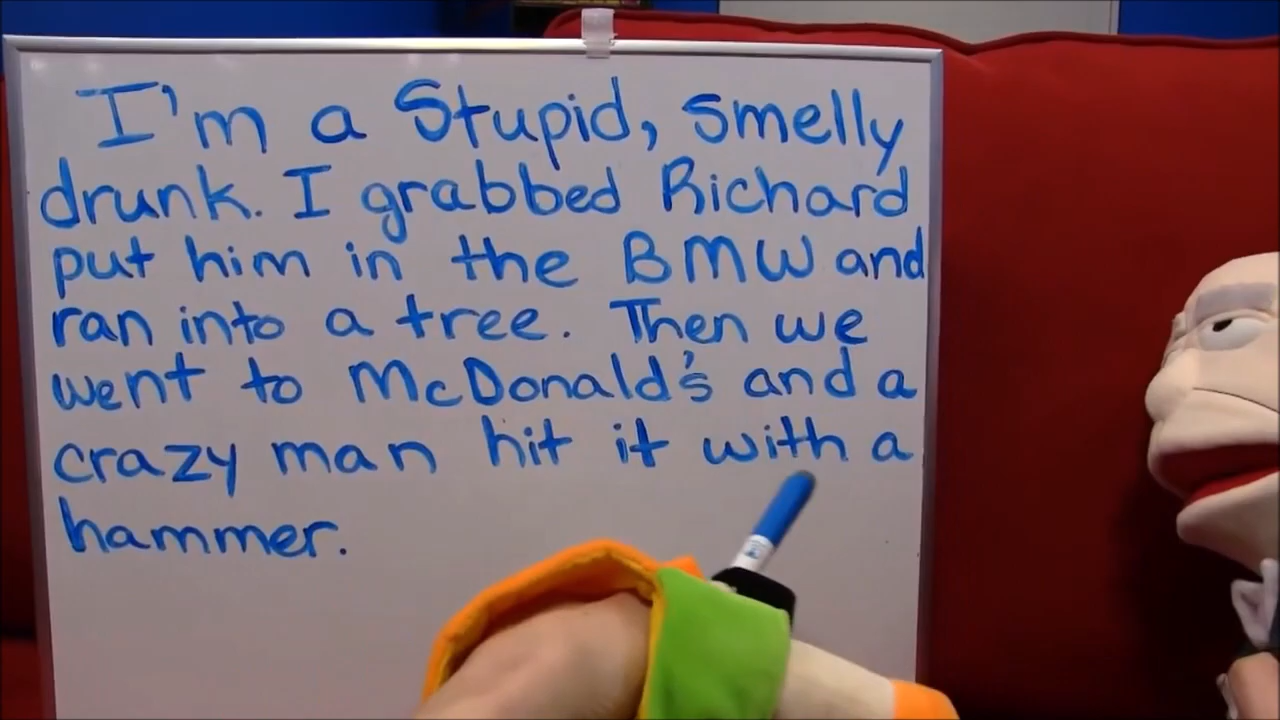 I'm a Stupid, smelly
drunk. I grabbed Richard
put him in the BMW and
ran into a tree. Then we
went to McDonald's and a
crazy man hit it with a
hammer.